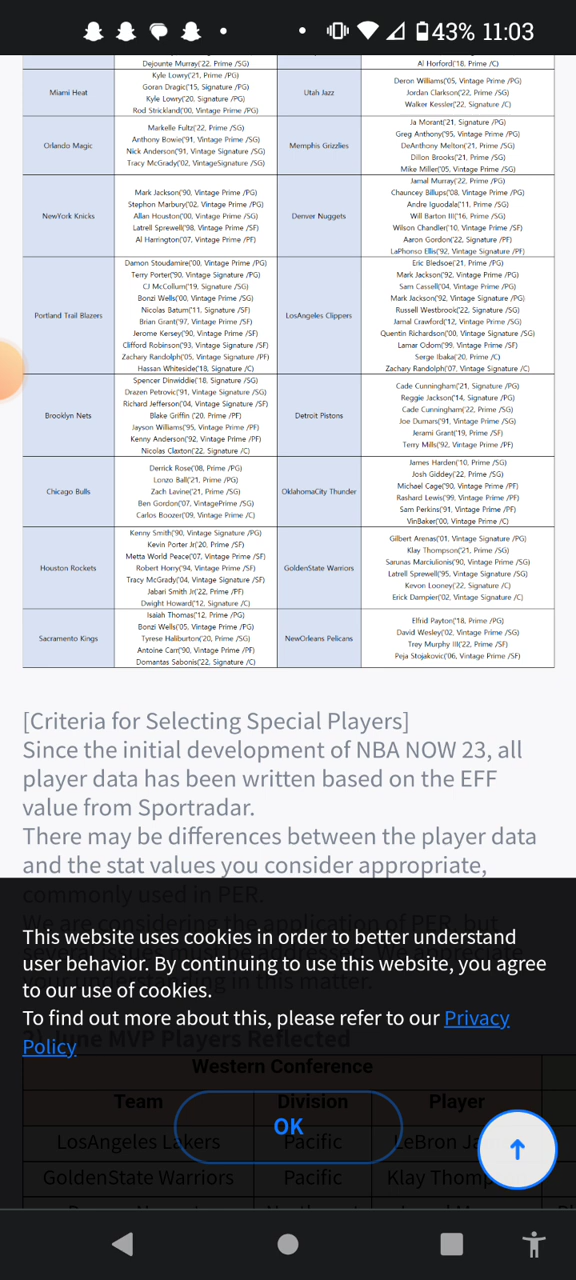 43% 11:03
Dejounte Murray('22, Prime /SG)
Al Horford('18, Prime /C)
Miami Heat
Kyle Lowry('21, Prime /PG)
Goran Dragic('15, Signature /PG)
Kyle Lowry('20. Signature /PG)
Rod Strickland('00, Vintage Prime /PG)
Utah Jazz
Deron Williams('05, Vintage Prime /PG)
Jordan Clarkson('22, Prime /SG)
Walker Kessler('22, Signature /C)
Orlando Magic
Markelle Fultz('22, Prime /SG)
Anthony Bowie('91, Vintage Prime /SG)
Nick Anderson('91, Vintage Signature /SG)
Tracy McGrady('02, VintageSignature /SG)
Memphis Grizzlies
Ja Morant('21, Signature /PG)
Greg Anthony('95, Vintage Prime /PG)
DeAnthony Melton('21, Prime /SG)
Dillon Brooks('21, Prime /SG)
Mike Miller('05, Vintage Prime /SG)
NewYork Knicks
Mark Jackson('90, Vintage Prime /PG)
Stephon Marbury('02, Vintage Prime /PG)
Allan Houston('00, Vintage Prime /SG)
Latrell Sprewell('98, Vintage Prime /SF)
Al Harrington('07, Vintage Prime /PF)
Denver Nuggets
Jamal Murray('22, Prime /PG)
Chauncey Billups('08, Vintage Prime /PG)
Andre Iguodala('11, Prime /SG)
Will Barton III('16, Prime /SG)
Wilson Chandler('10, Vintage Prime /SF)
Aaron Gordon('22, Signature /PF)
LaPhonso Ellis('92, Vintage Prime /PF)
Portland Trail Blazers
Damon Stoudamire('00, Vintage Prime /PG)
Terry Porter('90, Vintage Signature /PG)
CJ McCollum('19, Signature /SG)
Bonzi Wells('00, Vintage Prime /SG)
Nicolas Batum('11, Signature /SF)
Brian Grant('97, Vintage Prime /SF)
Jerome Kersey('90, Vintage Prime /SF)
Clifford Robinson('93, Vintage Signature /SF)
Zachary Randolph('05, Vintage Signature /PF)
Hassan Whiteside('18, Signature /C)
LosAngeles Clippers
Eric Bledsoe('21, Prime /PG)
Mark Jackson('92, Vintage Prime /PG)
Sam Cassell('04, Vintage Prime /PG)
Mark Jackson('92, Vintage Prime /PG)
Russell Westbrook('22, Signature /SG)
Jamal Crawford('12, Vintage Prime /SG)
Quentin Richardson('00, Vintage Signature /SG)
Lamar Odom('99, Vintage Prime /SF)
Serge Ibaka('20, Prime /C)
Zachary Randolph('07, Vintage Signature /C)
Brooklyn Nets
Spencer Dinwiddie('18, Signature /SG)
Drazen Petrovic('91, Vintage Signature /SG)
Richard Jefferson('04, Vintage Signature /SF)
Blake Griffin ('20, Prime /PF)
Jayson Williams('95, Vintage Prime /PF)
Kenny Anderson('92, Vintage Prime /PF)
Nicolas Claxton('22, Signature /C)
Detroit Pistons
Cade Cunningham('21, Signature /PG)
Reggie Jackson('14, Signature /PG)
Cade Cunningham('22, Prime /SG)
Joe Dumars('91, Vintage Prime /SG)
Jerami Grant('19, Prime /SF)
Terry Mills('92, Vintage Prime /PF)
Chicago Bulls
Derrick Rose('08, Prime /PG)
Lonzo Ball('21, Prime /PG)
Zach Lavine('21, Prime /SG)
Ben Gordon('07, VintagePrime /SG)
Carlos Boozer('09, Vintage Prime /C)
OklahomaCity Thunder
James Harden('10, Prime /SG)
Josh Giddey('22, Prime /SG)
Michael Cage('90, Vintage Prime /PF)
Rashard Lewis('99, Vintage Prime /SF)
Sam Perkins('91, Vintage Prime /SF)
VinBaker('00, Vintage Prime /C)
Houston Rockets
Kenny Smith('90, Vintage Signature /PG)
Kevin Porter Jr('20, Prime /SF)
Metta World Peace('07, Vintage Prime /SF)
Robert Horry('94, Vintage Prime /SF)
Tracy McGrady('04, Vintage Signature /SF)
Jabari Smith Jr('22, Prime /PF)
Dwight Howard('12, Signature /C)
GoldenState Warriors
Gilbert Arenas('01, Vintage Signature /PG)
Klay Thompson('21, Prime /SG)
Sarunas Marciulionis('90, Vintage Prime /SG)
Latrell Sprewell('95, Vintage Signature /SG)
Kevon Looney('22, Signature /C)
Erick Dampier('02, Vintage Signature /C)
Sacramento Kings
Isaiah Thomas('12, Prime /PG)
Bonzi Wells('05, Vintage Prime /PG)
Tyrese Haliburton('20, Prime /SG)
Antoine Carr('90, Vintage Prime /PF)
Domantas Sabonis('22, Signature /C)
NewOrleans Pelicans
Elfrid Payton('18, Prime /PG)
David Wesley('02, Vintage Prime /SG)
Trey Murphy III('22, Prime /SF)
Peja Stojakovic('06, Vintage Prime /SF)
[Criteria for Selecting Special Players]
Since the initial development of NBA NOW 23, all
player data has been written based on the EFF
value from Sportradar.
There may be differences between the player data
and the stat values you consider appropriate,
commonly used in PER.
We are considering the application of PER, but
This website uses cookies in order to better understand
user behavior. By continuing to use this website, you agree
to our use of cookies.
To find out more about this, please refer to our Privacy
Policy
June MVP Players Reflected
Western Conference
Team Division Player
OK
LosAngeles Lakers Pacific LeBron
GoldenState Warriors Pacific Klay